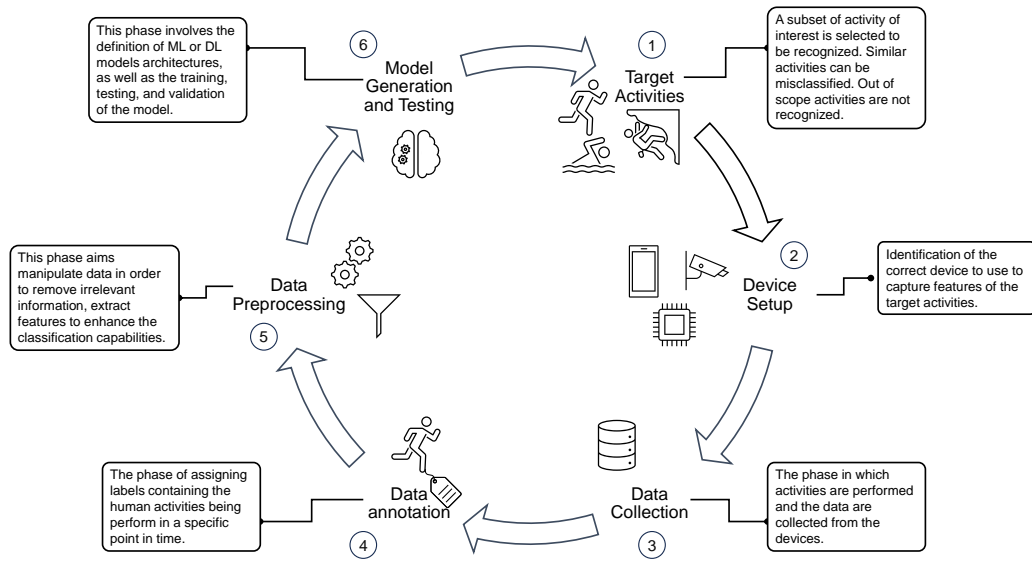 This phase involves the
definition of ML or DL
models architectures,
as well as the training,
testing, and validation
of the model.
6
Model
Generation
and Testing
1
Target
Activities
A subset of activity of
interest is selected to
be recognized. Similar
activities can be
misclassified. Out of
scope activities are not
recognized.
2
Device
Setup
Identification of the
correct device to use to
capture features of the
target activities.
This phase aims
manipulate data in order
to remove irrelevant
information, extract
features to enhance the
classification capabilities.
Data
Preprocessing
5
The phase of assigning
labels containing the
human activities being
perform in a specific
point in time.
Data
annotation
4
Data
Collection
3
The phase in which
activities are performed
and the data are
collected from the
devices.